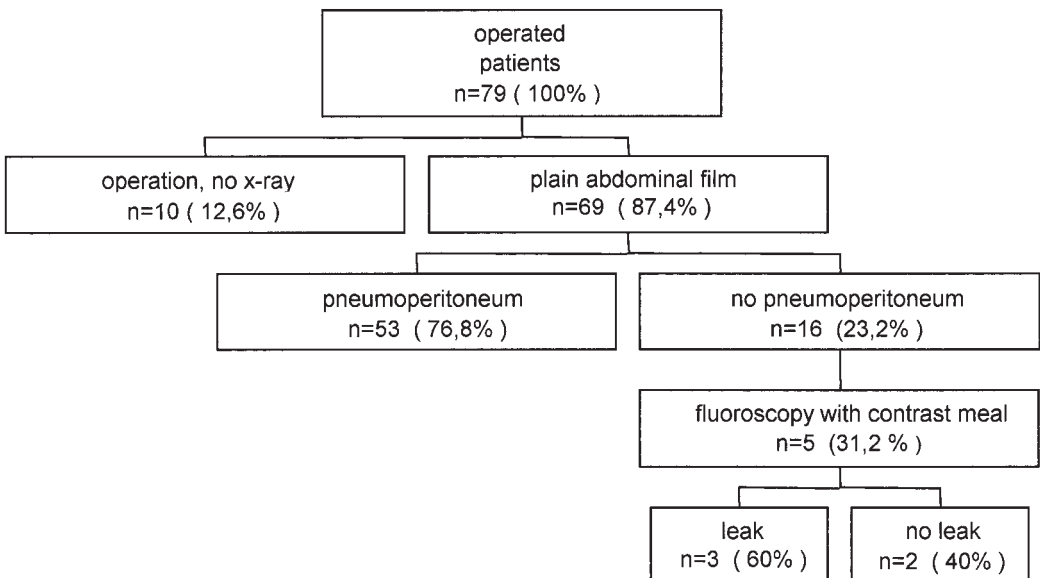 operated
patients
n=79 ( 100% )
operation, no x-ray
n=10 ( 12,6% )
plain abdominal film
n=69 ( 87,4% )
pneumoperitoneum
n=53 ( 76,8% )
no pneumoperitoneum
n=16 (23,2% )
fluoroscopy with contrast meal
n=5 (31,2 % )
leak
n=3 ( 60% )
no leak
n=2 ( 40% )